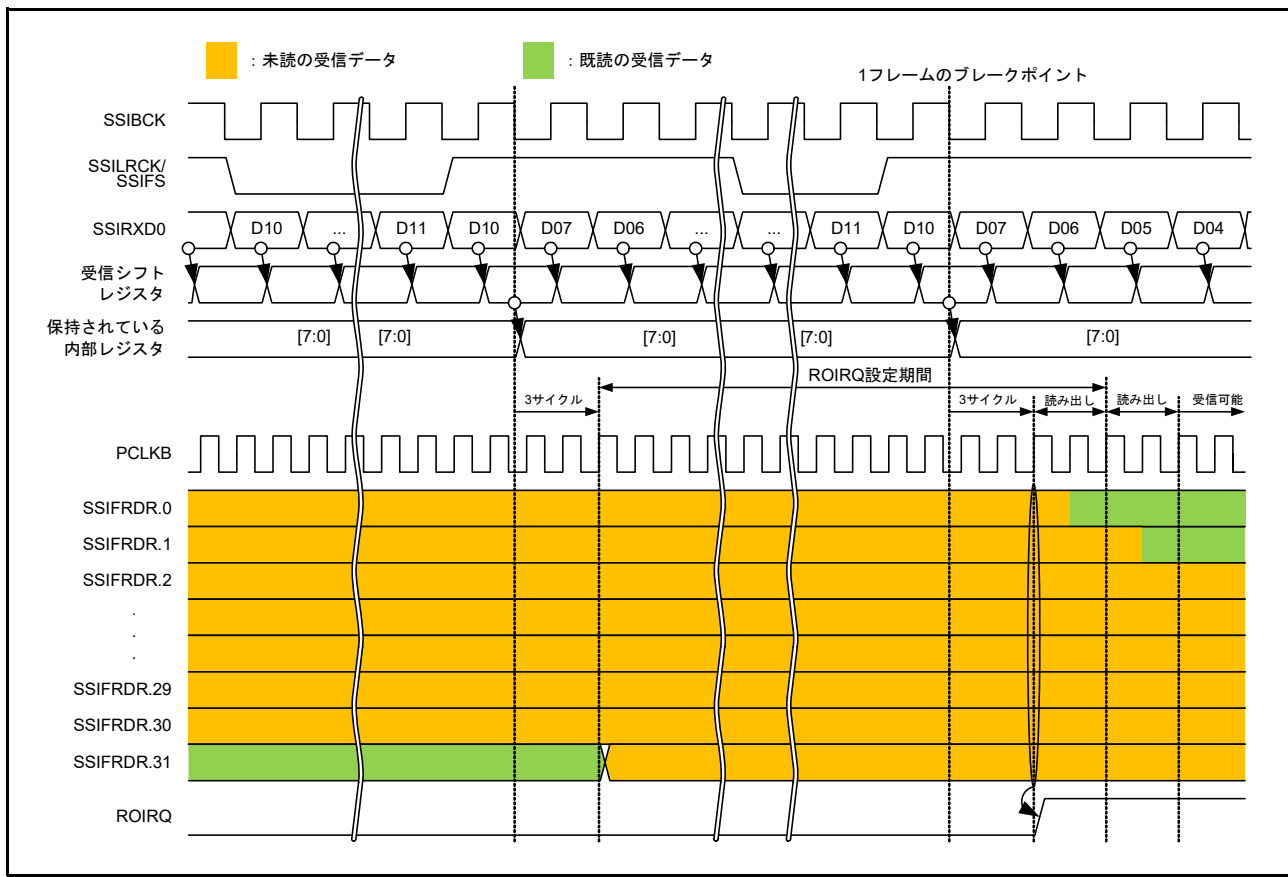 : 未読の受信データ
: 既読の受信データ
1フレームのブレークポイント
SSIBCK
SSILRCK/
SSIFS
SSIRXD0
D10
...
D11
D10
D07
D06
...
...
D11
D10
D07
D06
D05
D04
受信シフト
レジスタ
保持されている
内部レジスタ
[7:0]
[7:0]
[7:0]
[7:0]
[7:0]
ROIRQ設定期間
3サイクル
3サイクル
読み出し
読み出し
受信可能
PCLKB
SSIFRDR.0
SSIFRDR.1
SSIFRDR.2
.
.
.
SSIFRDR.29
SSIFRDR.30
SSIFRDR.31
ROIRQ